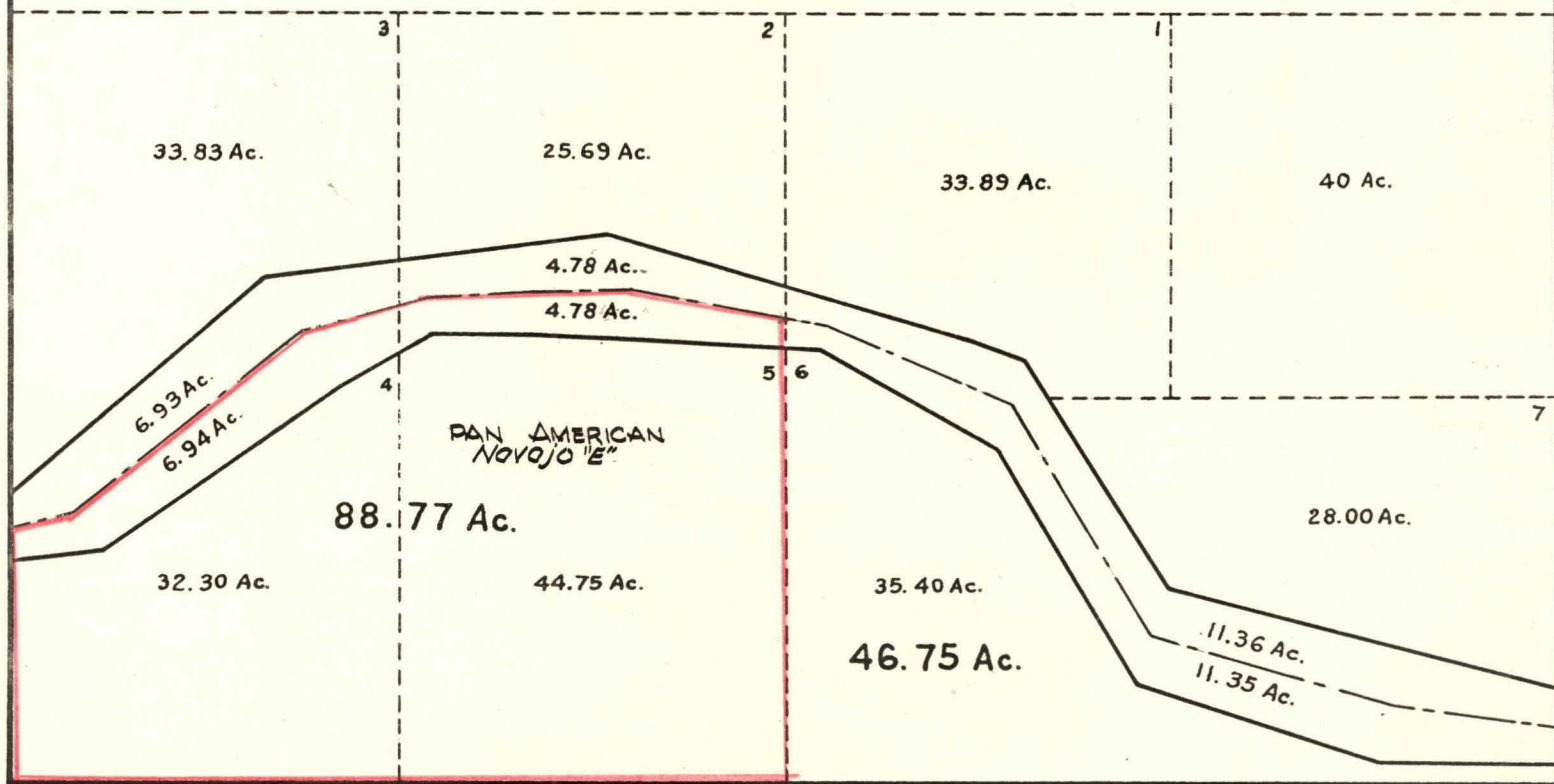 3
2
1
33.83 Ac.
25.69 Ac.
33.89 Ac.
40 Ac.
4.78 Ac.
4.78 Ac.
6.93 Ac.
6.94 Ac.
4
5
6
7
PAN AMERICAN
Navajo "E"
88.77 Ac.
28.00 Ac.
32.30 Ac.
44.75 Ac.
35.40 Ac.
46.75 Ac.
11.36 Ac.
11.35 Ac.